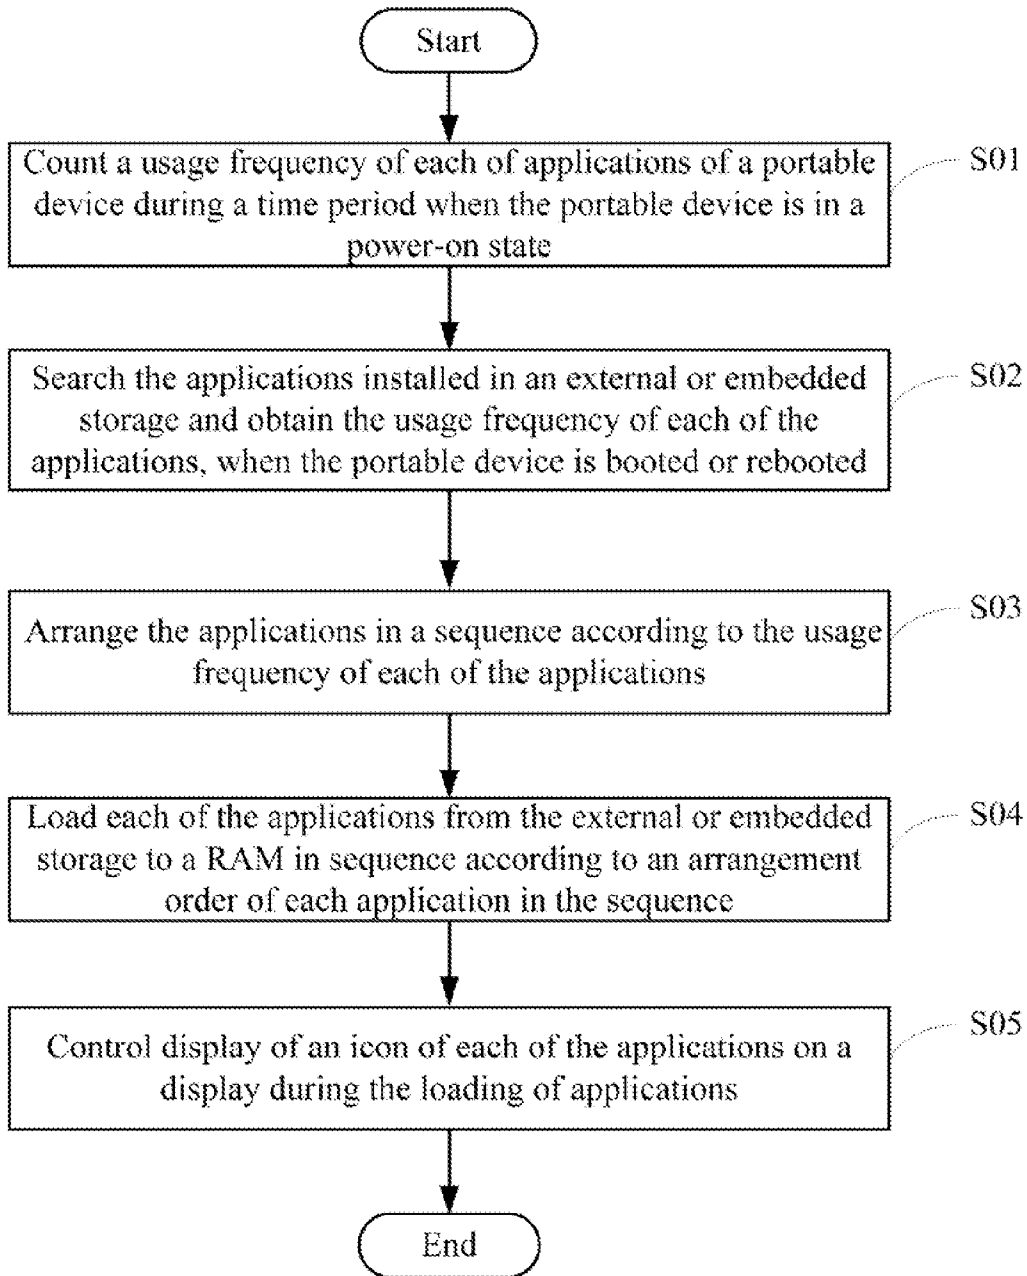 Start
Count a usage frequency of each of applications of a portable
device during a time period when the portable device is in a
power-on state
S01
Search the applications installed in an external or embedded
storage and obtain the usage frequency of each of the
applications, when the portable device is booted or rebooted
S02
Arrange the applications in a sequence according to the usage
frequency of each of the applications
S03
Load each of the applications from the external or embedded
storage to a RAM in sequence according to an arrangement
order of each application in the sequence
S04
Control display of an icon of each of the applications on a
display during the loading of applications
S05
End